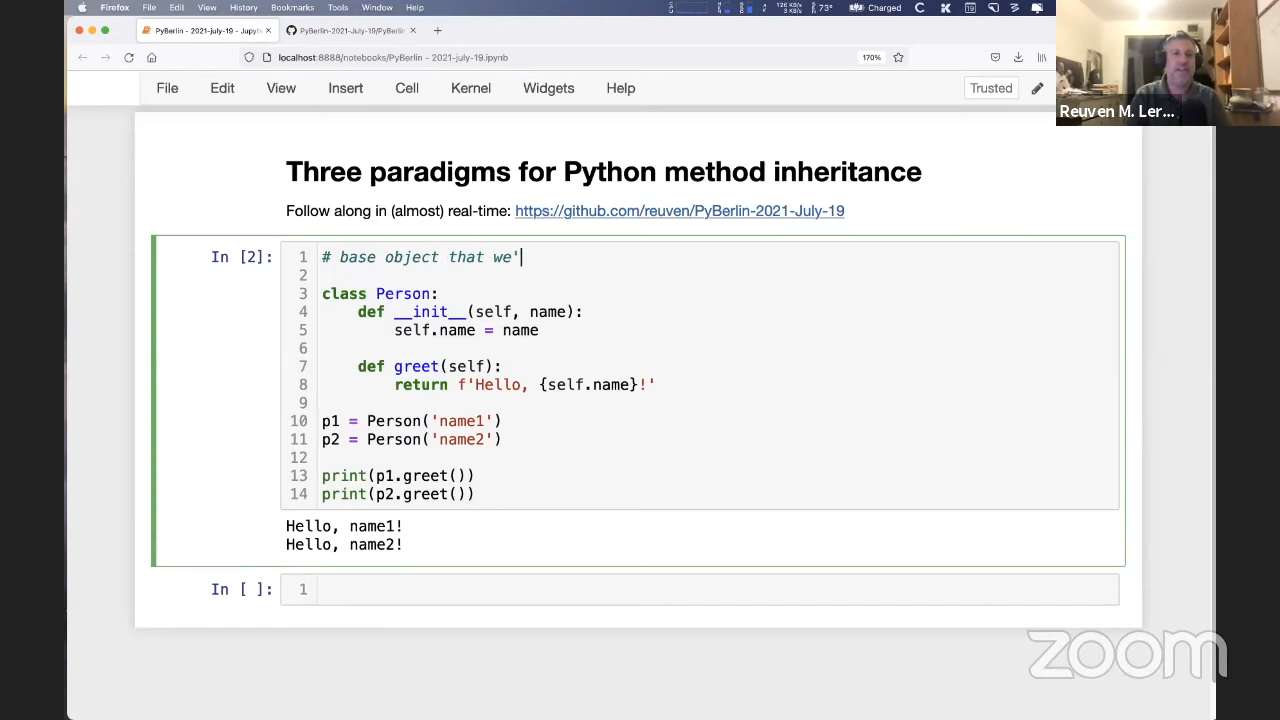 Firefox File Edit View History Bookmarks Tools Window Help
126 KB/s
73° Charged
PyBerlin - 2021-july-19 - Jupyte
PyBerlin-2021-July-19/PyBerlin
localhost:8888/notebooks/PyBerlin - 2021-july-19.ipynb
170%
File Edit View Insert Cell Kernel Widgets Help
Trusted
Reuven M. Ler...
Three paradigms for Python method inheritance
Follow along in (almost) real-time: https://github.com/reuven/PyBerlin-2021-July-19
In [2]:
1 # base object that we'
2
3 class Person:
4     def __init__(self, name):
5         self.name = name
6
7     def greet(self):
8         return f'Hello, {self.name}!'
9
10 p1 = Person('name1')
11 p2 = Person('name2')
12
13 print(p1.greet())
14 print(p2.greet())
Hello, name1!
Hello, name2!
In [ ]: 1
zoom